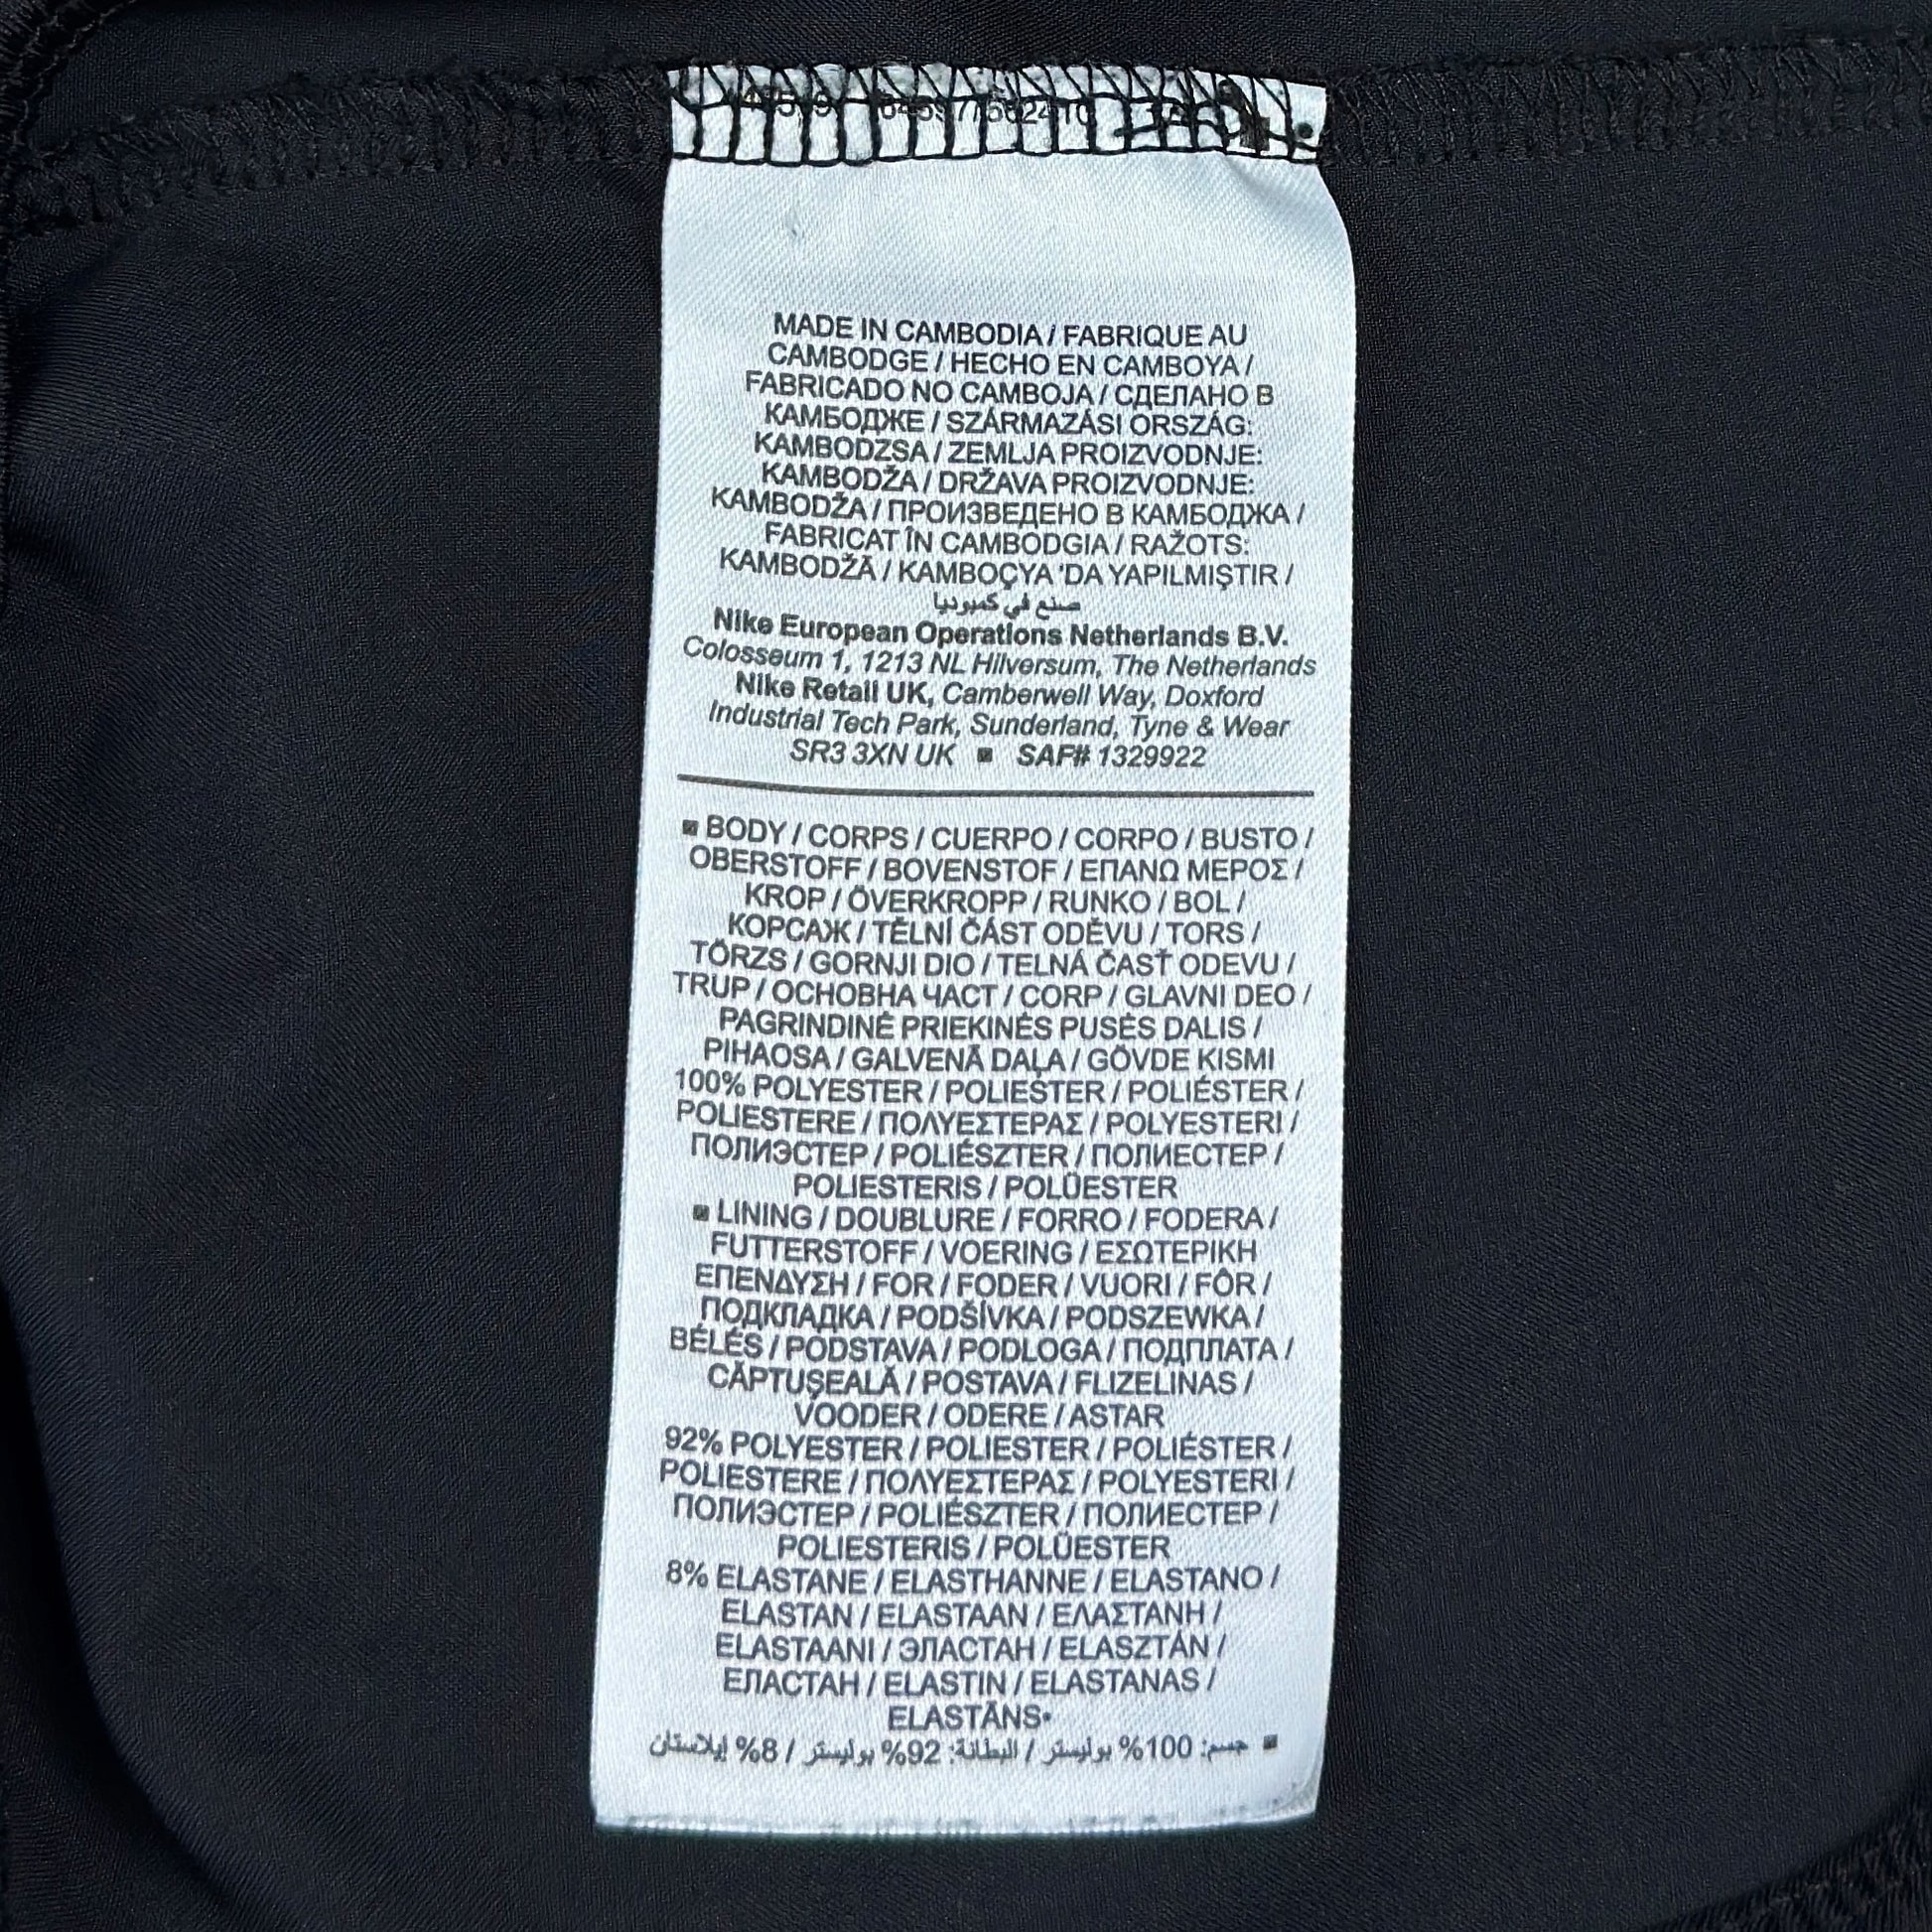 MADE IN CAMBODIA / FABRIQUE AU
CAMBODGE / HECHO EN CAMBOYA /
FABRICADO NO CAMBOJA / СДЕЛАНО В
КАМБОДЖЕ / SZÁRMAZÁSI ORSZÁG:
KAMBODZSA / ZEMLJA PROIZVODNJE:
KAMBODŽA / DRŽAVA PROIZVODNJE:
KAMBODŽA / ПРОИЗВЕДЕНО В КАМБОДЖА /
FABRICAT ÎN CAMBODGIA / RAŽOTS:
KAMBODŽĀ / KAMBOÇYA 'DA YAPILMIŞTIR /
صنع في كمبوديا
Nike European Operations Netherlands B.V.
Colosseum 1, 1213 NL Hilversum, The Netherlands
Nike Retail UK, Camberwell Way, Doxford
Industrial Tech Park, Sunderland, Tyne & Wear
SR3 3XN UK ▪ SAF# 1329922
▪ BODY / CORPS / CUERPO / CORPO / BUSTO /
OBERSTOFF / BOVENSTOF / ΕΠΑΝΩ ΜΕΡΟΣ /
KROP / ÖVERKROPP / RUNKO / BOL /
КОРСАЖ / TĚLNÍ ČÁST ODĚVU / TORS /
TÖRZS / GORNJI DIO / TELNÁ ČASŤ ODEVU /
TRUP / ОСНОВНА ЧАСТ / CORP / GLAVNI DEO /
PAGRINDINĖ PRIEKINĖS PUSĖS DALIS /
PIHAOSA / GALVENĀ DAĻA / GÖVDE KISMI
100% POLYESTER / POLIESTER / POLIÉSTER /
POLIESTERE / ΠΟΛΥΕΣΤΕΡΑΣ / POLYESTERI /
ПОЛИЭСТЕР / POLIÉSZTER / ПОЛИЕСТЕР /
POLIESTERIS / POLÜESTER
▪ LINING / DOUBLURE / FORRO / FODERA /
FUTTERSTOFF / VOERING / ΕΣΩΤΕΡΙΚΗ
ΕΠΕΝΔΥΣΗ / FOR / FODER / VUORI / FÔR /
ПОДКЛАДКА / PODŠÍVKA / PODSZEWKA /
BÉLÉS / PODSTAVA / PODLOGA / ПОДПЛАТА /
CĂPTUŞEALĂ / POSTAVA / FLIZELINAS /
VOODER / ODERE / ASTAR
92% POLYESTER / POLIESTER / POLIÉSTER /
POLIESTERE / ΠΟΛΥΕΣΤΕΡΑΣ / POLYESTERI /
ПОЛИЭСТЕР / POLIÉSZTER / ПОЛИЕСТЕР /
POLIESTERIS / POLÜESTER
8% ELASTANE / ELASTHANNE / ELASTANO /
ELASTAN / ELASTAAN / ΕΛΑΣΤΑΝΗ /
ELASTAANI / ЭЛАСТАН / ELASZTÁN /
ЕЛАСТАН / ELASTIN / ELASTANAS /
ELASTĀNS•
▪ جسم: 100% بوليستر / البطانة: 92% بوليستر / 8% إيلاستان